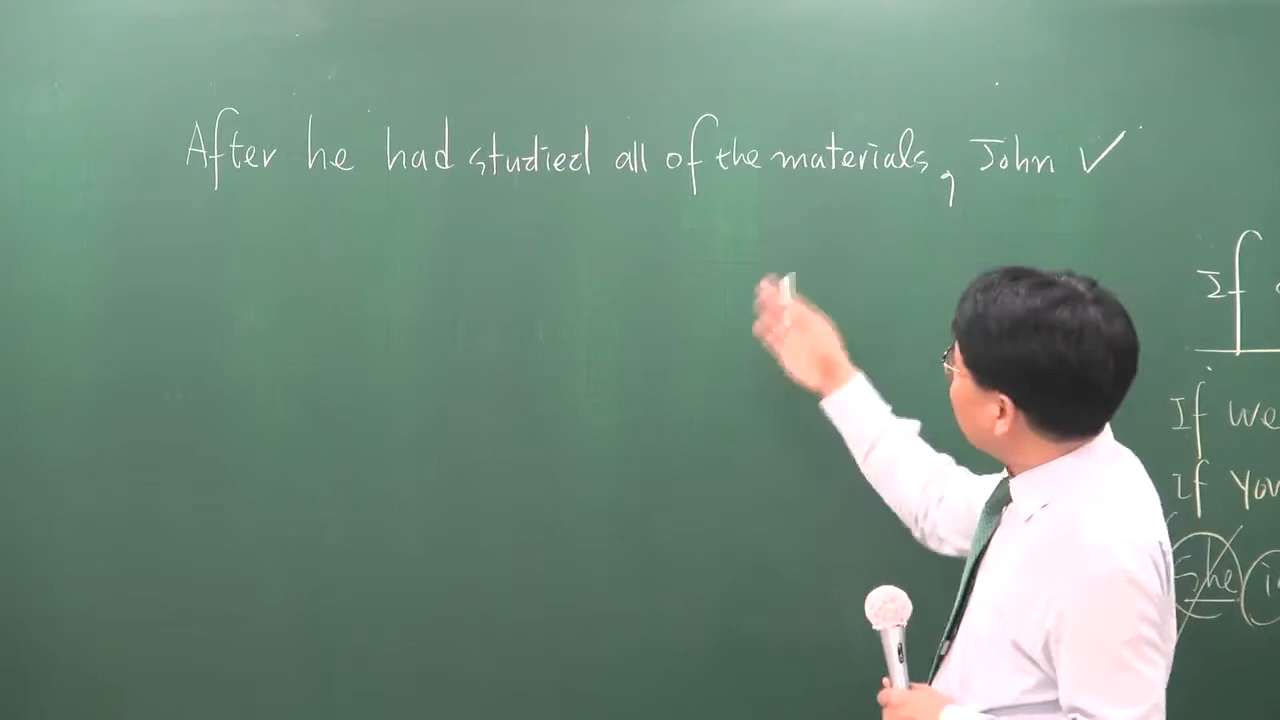 After he had studied all of the materials, John ✓
If
If we
If you
She